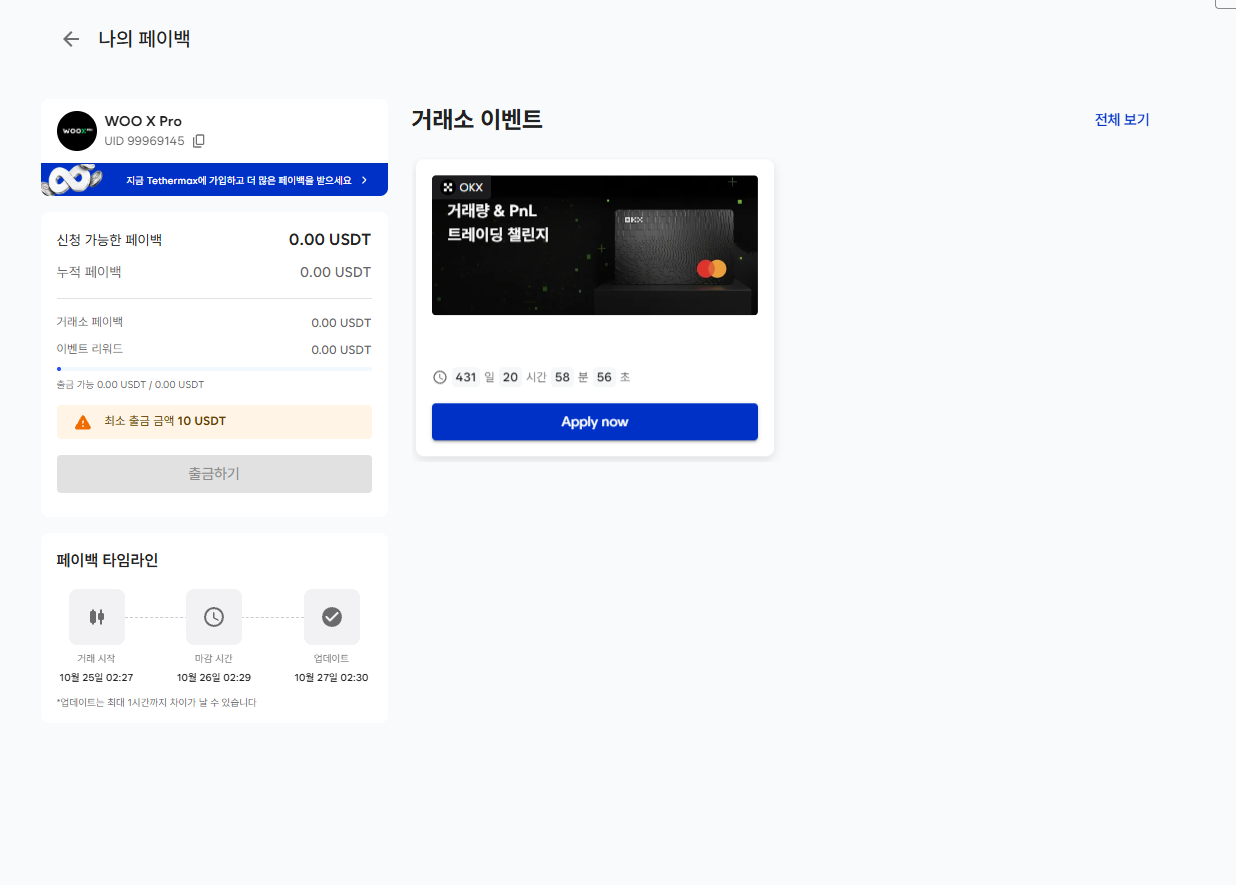 나의 페이백
WOO X Pro
UID 99969145
지금 Tethermax에 가입하고 더 많은 페이백을 받으세요
신청 가능한 페이백 0.00 USDT
누적 페이백 0.00 USDT
거래소 페이백 0.00 USDT
이벤트 리워드 0.00 USDT
출금 가능 0.00 USDT / 0.00 USDT
최소 출금 금액 10 USDT
출금하기
페이백 타임라인
거래 시작 마감 시간 업데이트
10월 25일 02:27 10월 26일 02:29 10월 27일 02:30
*업데이트는 최대 1시간까지 차이가 날 수 있습니다
거래소 이벤트 전체 보기
OKX
거래량 & PnL
트레이딩 챌린지
OKX
431 일 20 시간 58 분 56 초
Apply now